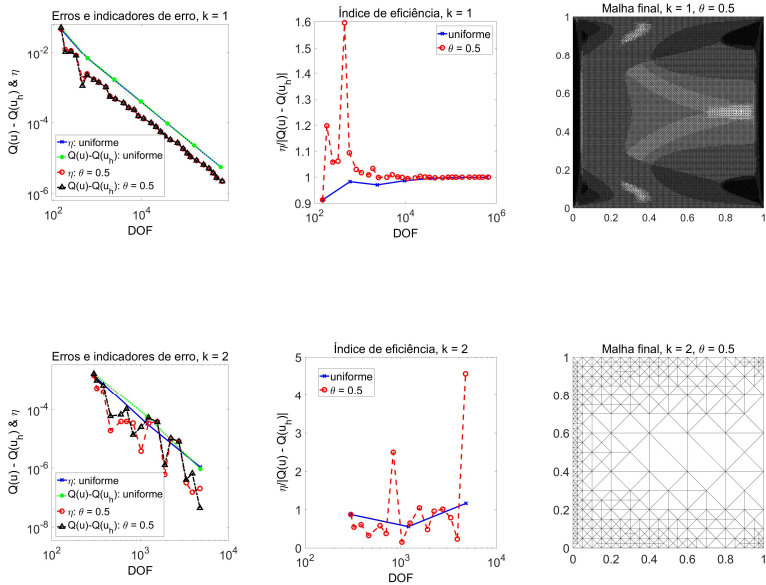 Erros e indicadores de erro, k = 1
Q(u) - Q(u_h) & η
10^-2
10^-4
10^-6
η: uniforme
Q(u)-Q(u_h): uniforme
η: θ = 0.5
Q(u)-Q(u_h): θ = 0.5
10^2 10^4 10^6
DOF
Índice de eficiência, k = 1
η/|Q(u) - Q(u_h)|
1.6
1.5
1.4
1.3
1.2
1.1
1
0.9
uniforme
θ = 0.5
10^2 10^4 10^6
DOF
Malha final, k = 1, θ = 0.5
1
0.8
0.6
0.4
0.2
0
0 0.2 0.4 0.6 0.8 1
Erros e indicadores de erro, k = 2
Q(u) - Q(u_h) & η
10^-4
10^-6
10^-8
η: uniforme
Q(u)-Q(u_h): uniforme
η: θ = 0.5
Q(u)-Q(u_h): θ = 0.5
10^2 10^3 10^4
DOF
Índice de eficiência, k = 2
η/|Q(u) - Q(u_h)|
5
4
3
2
1
0
uniforme
θ = 0.5
10^2 10^3 10^4
DOF
Malha final, k = 2, θ = 0.5
1
0.8
0.6
0.4
0.2
0
0 0.2 0.4 0.6 0.8 1